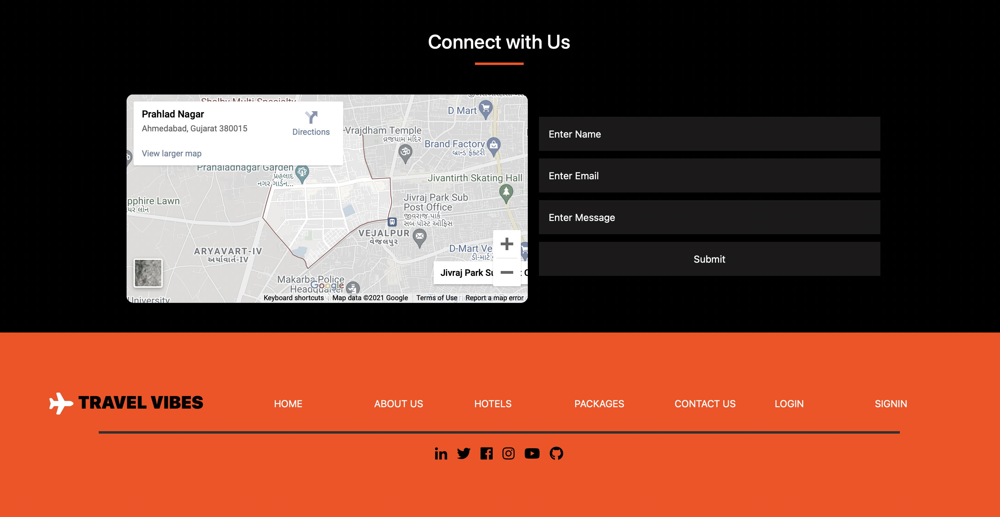 Connect with Us
Prahlad Nagar
Ahmedabad, Gujarat 380015
Directions
View larger map
Shalby Multi Specialty
D Mart
Vrajdham Temple
વ્રજધામ મંદિર
Brand Factory
બ્રાન્ડ ફેક્ટરી
Prahaladnagar Garden
પ્રહલાદ
નગર ગાર્ડન...
Jivantirth Skating Hall
pphire Lawn
યર લોન
Jivraj Park Sub
Post Office
જીવરાજ પાર્ક
સબ પૉસ્ટ ઑફિસ
VEJALPUR
વેજલપુર
ARYAVART-IV
અર્યાવાર્ત-IV
D-Mart Ve
ડી-માર્ટ
Jivraj Park Su
Makarba Police
Headquarter
Google
University
Keyboard shortcuts
Map data ©2021 Google
Terms of Use
Report a map error
Enter Name
Enter Email
Enter Message
Submit
TRAVEL VIBES
HOME
ABOUT US
HOTELS
PACKAGES
CONTACT US
LOGIN
SIGNIN